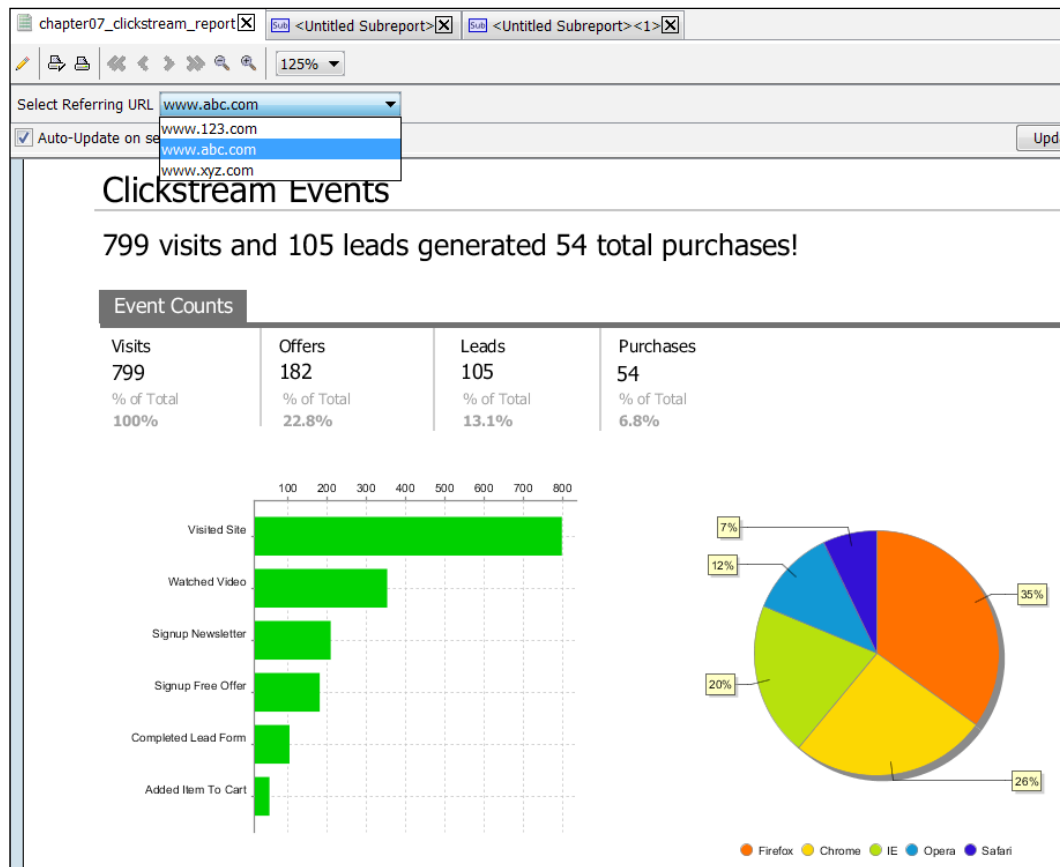 chapter07_clickstream_report
Sub <Untitled Subreport>
Sub <Untitled Subreport><1>
125%
Select Referring URL www.abc.com
www.123.com
www.abc.com
www.xyz.com
Auto-Update on se
Upda
Clickstream Events
799 visits and 105 leads generated 54 total purchases!
Event Counts
Visits Offers Leads Purchases
799 182 105 54
% of Total % of Total % of Total % of Total
100% 22.8% 13.1% 6.8%
100 200 300 400 500 600 700 800
Visited Site
Watched Video
Signup Newsletter
Signup Free Offer
Completed Lead Form
Added Item To Cart
7%
12%
35%
20%
26%
Firefox Chrome IE Opera Safari